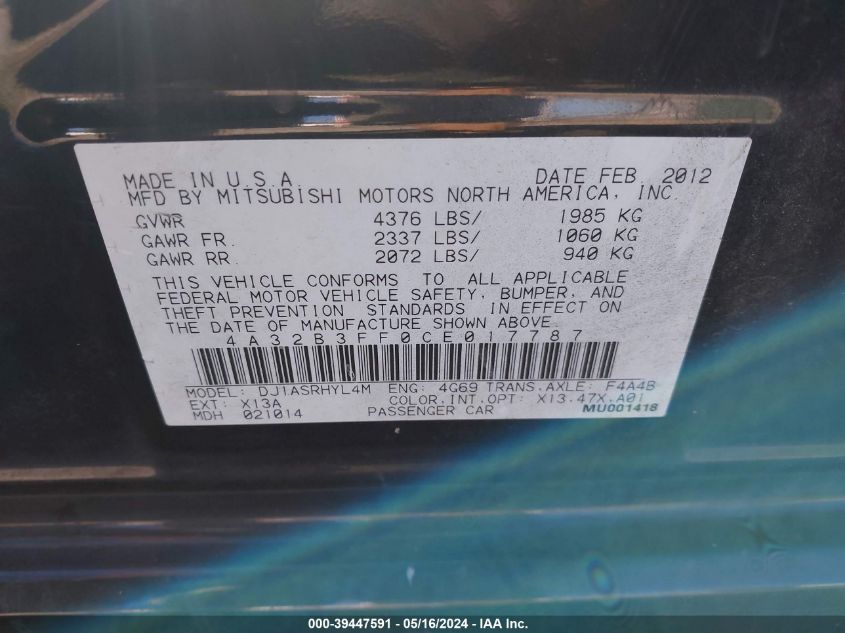 MADE IN U.S.A. DATE FEB. 2012
MFD BY MITSUBISHI MOTORS NORTH AMERICA, INC.
GVWR 4376 LBS/ 1985 KG
GAWR FR. 2337 LBS/ 1060 KG
GAWR RR. 2072 LBS/ 940 KG
THIS VEHICLE CONFORMS TO ALL APPLICABLE
FEDERAL MOTOR VEHICLE SAFETY, BUMPER, AND
THEFT PREVENTION STANDARDS IN EFFECT ON
THE DATE OF MANUFACTURE SHOWN ABOVE.
4A32B3FF0CE017787
MODEL: DJ1ASRHYL4M ENG: 4G69 TRANS.AXLE: F4A4B
EXT: X13A COLOR.INT.OPT: X13.47X.A01
MDH 021014 PASSENGER CAR MU001418
000-39447591 - 05/16/2024 - IAA Inc.